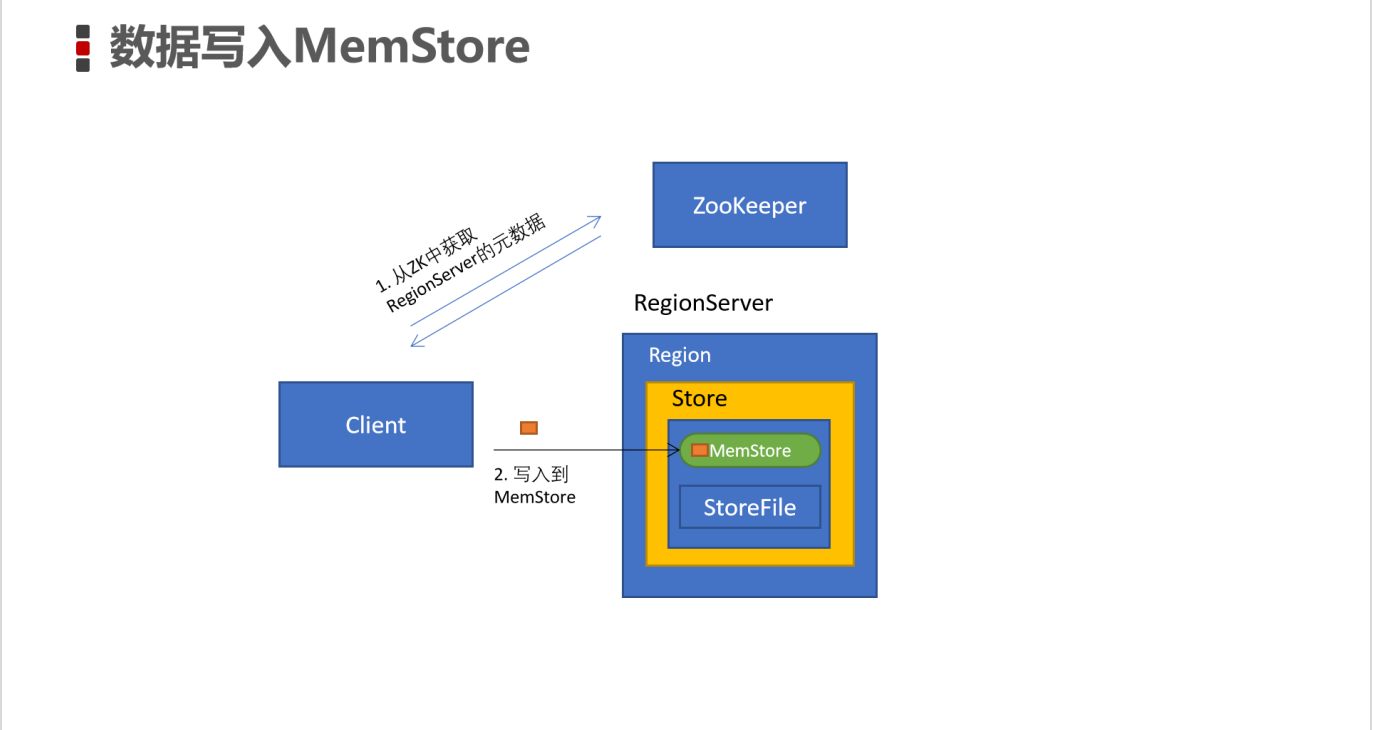 数据写入MemStore
ZooKeeper
1. 从ZK中获取
RegionServer的元数据
RegionServer
Region
Store
Client
MemStore
2. 写入到
MemStore
StoreFile